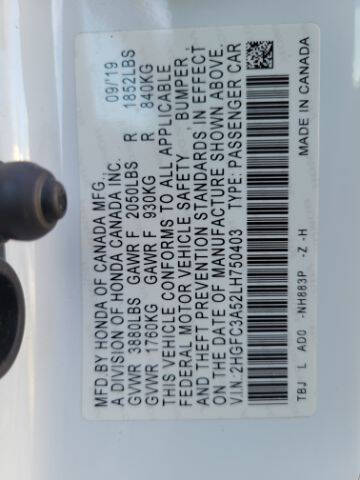 MFD.BY HONDA OF CANADA MFG., 09/'19
A DIVISION OF HONDA CANADA INC.
GVWR 3880LBS GAWR F 2050LBS R 1852LBS
GVWR 1760KG GAWR F 930KG R 840KG
THIS VEHICLE CONFORMS TO ALL APPLICABLE
FEDERAL MOTOR VEHICLE SAFETY, BUMPER,
AND THEFT PREVENTION STANDARDS IN EFFECT
ON THE DATE OF MANUFACTURE SHOWN ABOVE.
V.I.N.: 2HGFC3A52LH750403 TYPE: PASSENGER CAR
TBJ L AD0 -NH883P -Z -H MADE IN CANADA